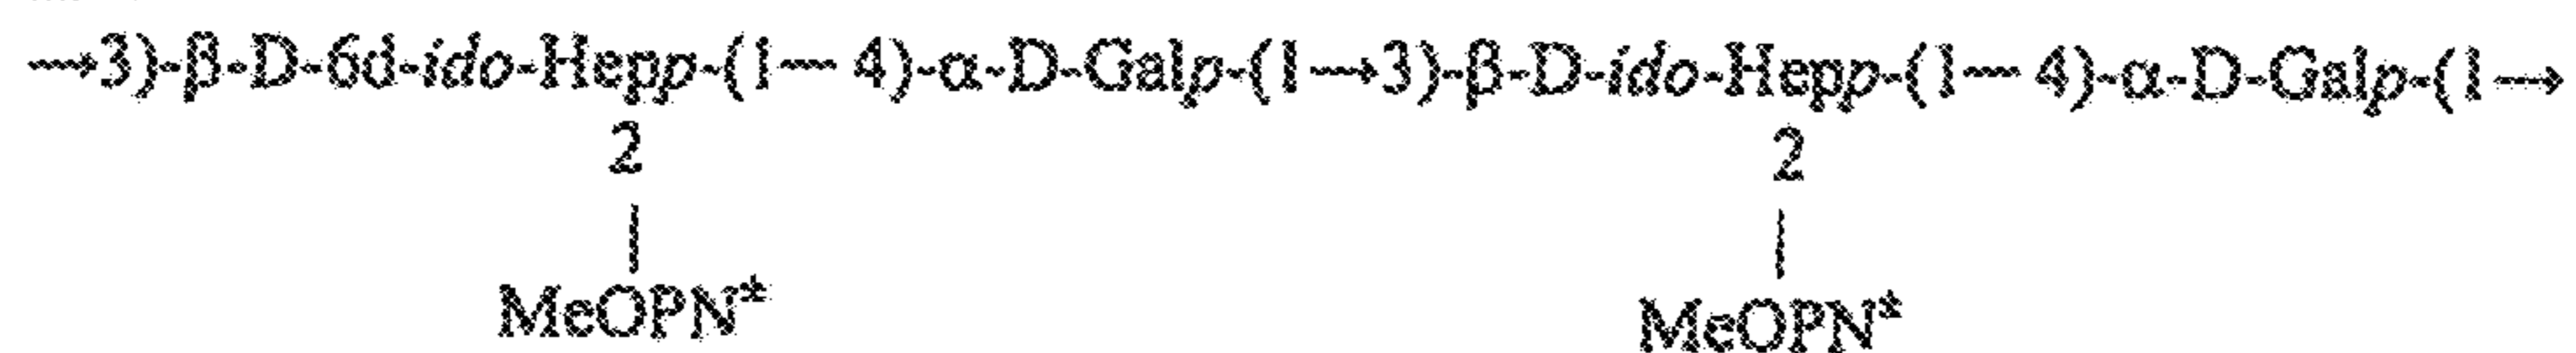 →3)-β-D-6d-ido-Hepp-(1— 4)-α-D-Galp-(1→3)-β-D-ido-Hepp-(1— 4)-α-D-Galp-(1→
2 2
MeOPN± MeOPN±